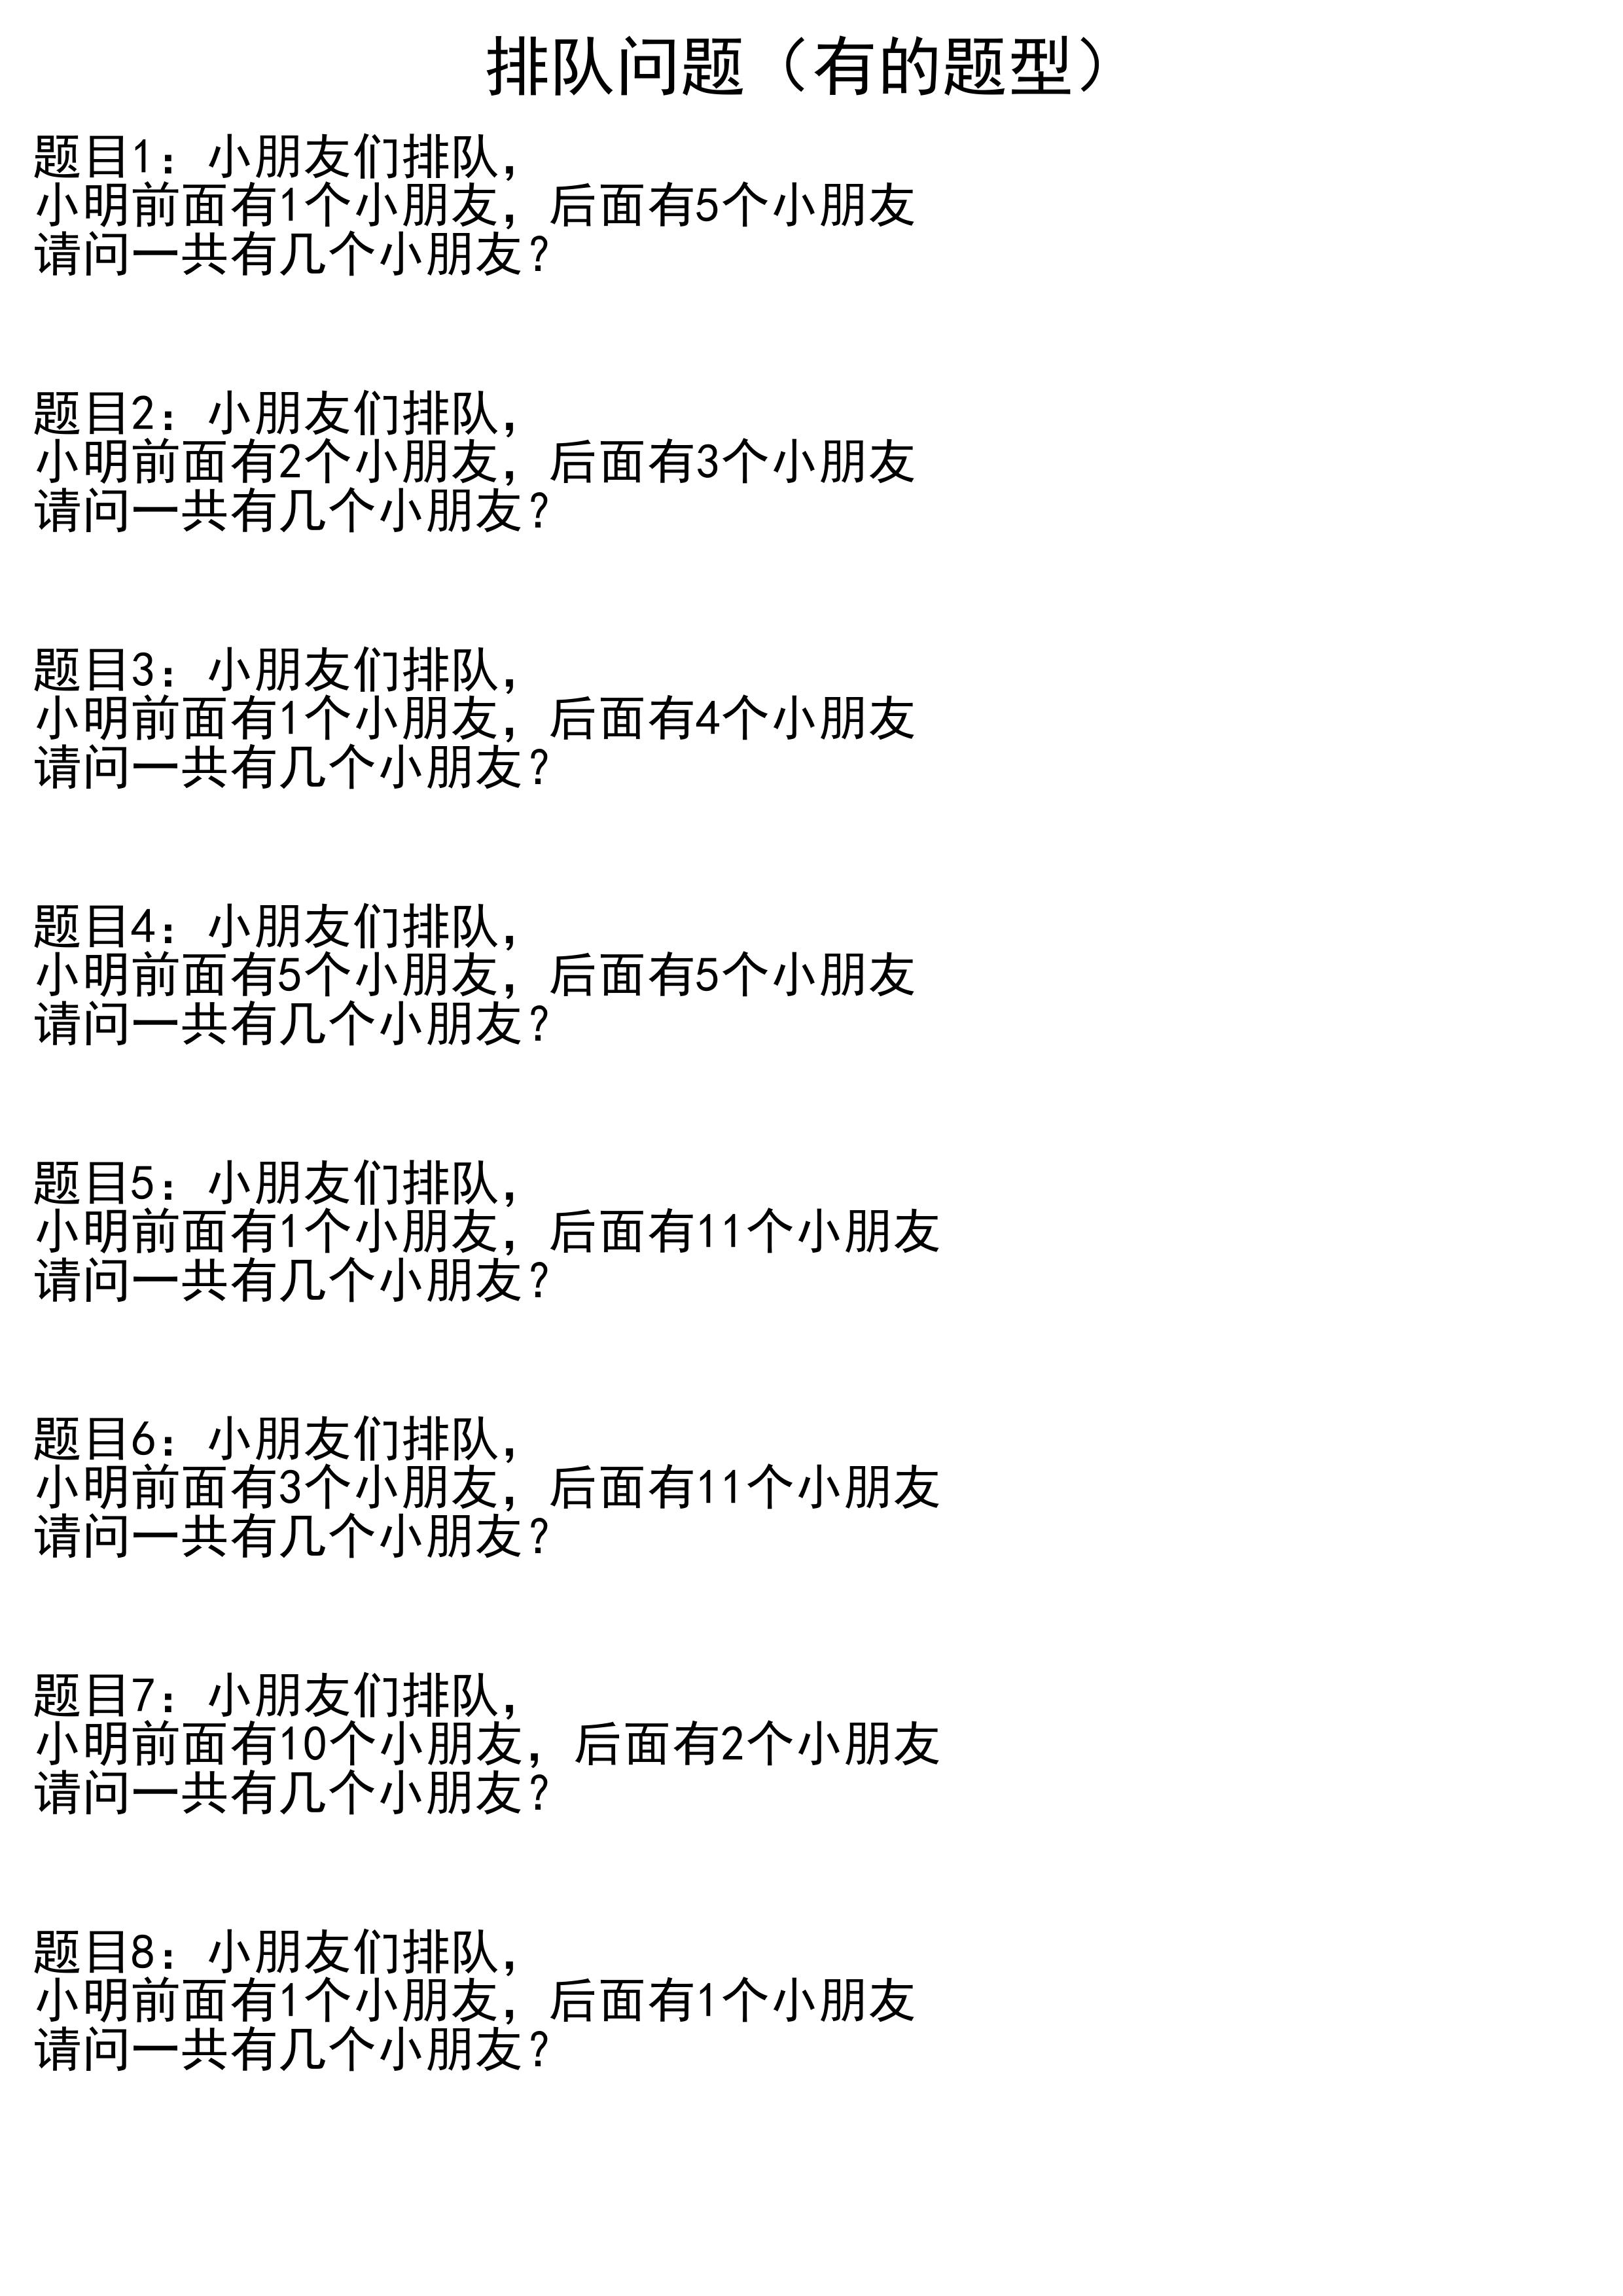 排队问题（有的题型）
题目1：小朋友们排队，
小明前面有1个小朋友，后面有5个小朋友
请问一共有几个小朋友？
题目2：小朋友们排队，
小明前面有2个小朋友，后面有3个小朋友
请问一共有几个小朋友？
题目3：小朋友们排队，
小明前面有1个小朋友，后面有4个小朋友
请问一共有几个小朋友？
题目4：小朋友们排队，
小明前面有5个小朋友，后面有5个小朋友
请问一共有几个小朋友？
题目5：小朋友们排队，
小明前面有1个小朋友，后面有11个小朋友
请问一共有几个小朋友？
题目6：小朋友们排队，
小明前面有3个小朋友，后面有11个小朋友
请问一共有几个小朋友？
题目7：小朋友们排队，
小明前面有10个小朋友，后面有2个小朋友
请问一共有几个小朋友？
题目8：小朋友们排队，
小明前面有1个小朋友，后面有1个小朋友
请问一共有几个小朋友？